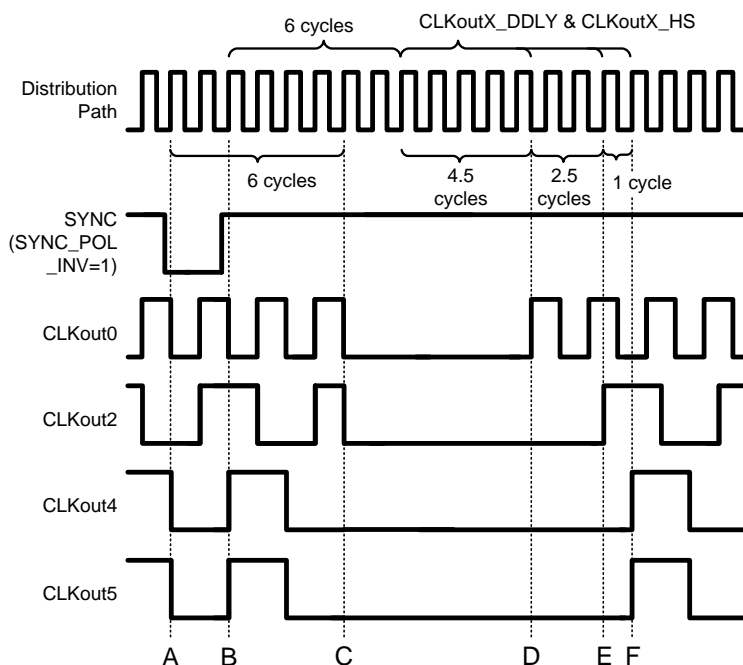 6 cycles
CLKoutX_DDLY & CLKoutX_HS
Distribution
Path
6 cycles
4.5
cycles
2.5
cycles
1 cycle
SYNC
(SYNC_POL
_INV=1)
CLKout0
CLKout2
CLKout4
CLKout5
A B C D E F